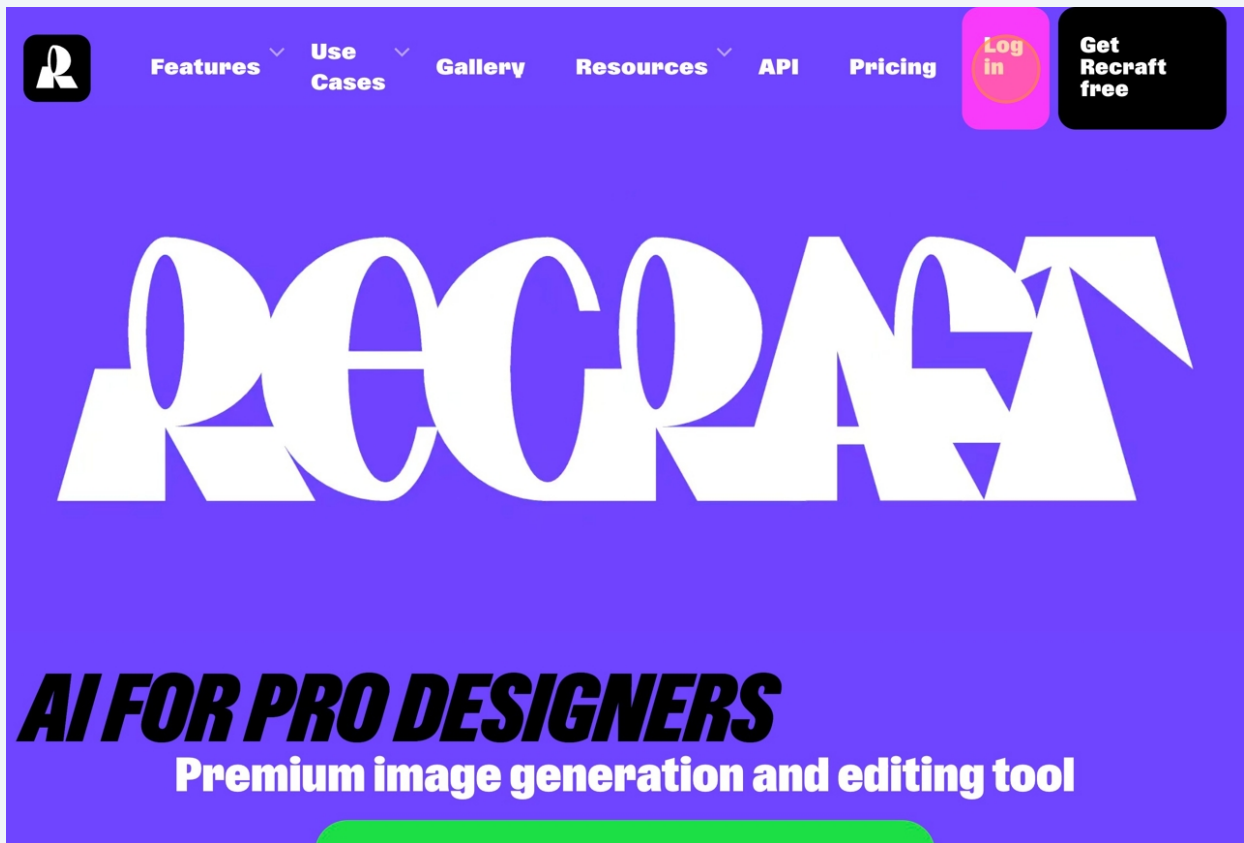 R
Features
Use
Cases
Gallery
Resources
API
Pricing
Log
in
Get
Recraft
free
RECRAFT
AI FOR PRO DESIGNERS
Premium image generation and editing tool